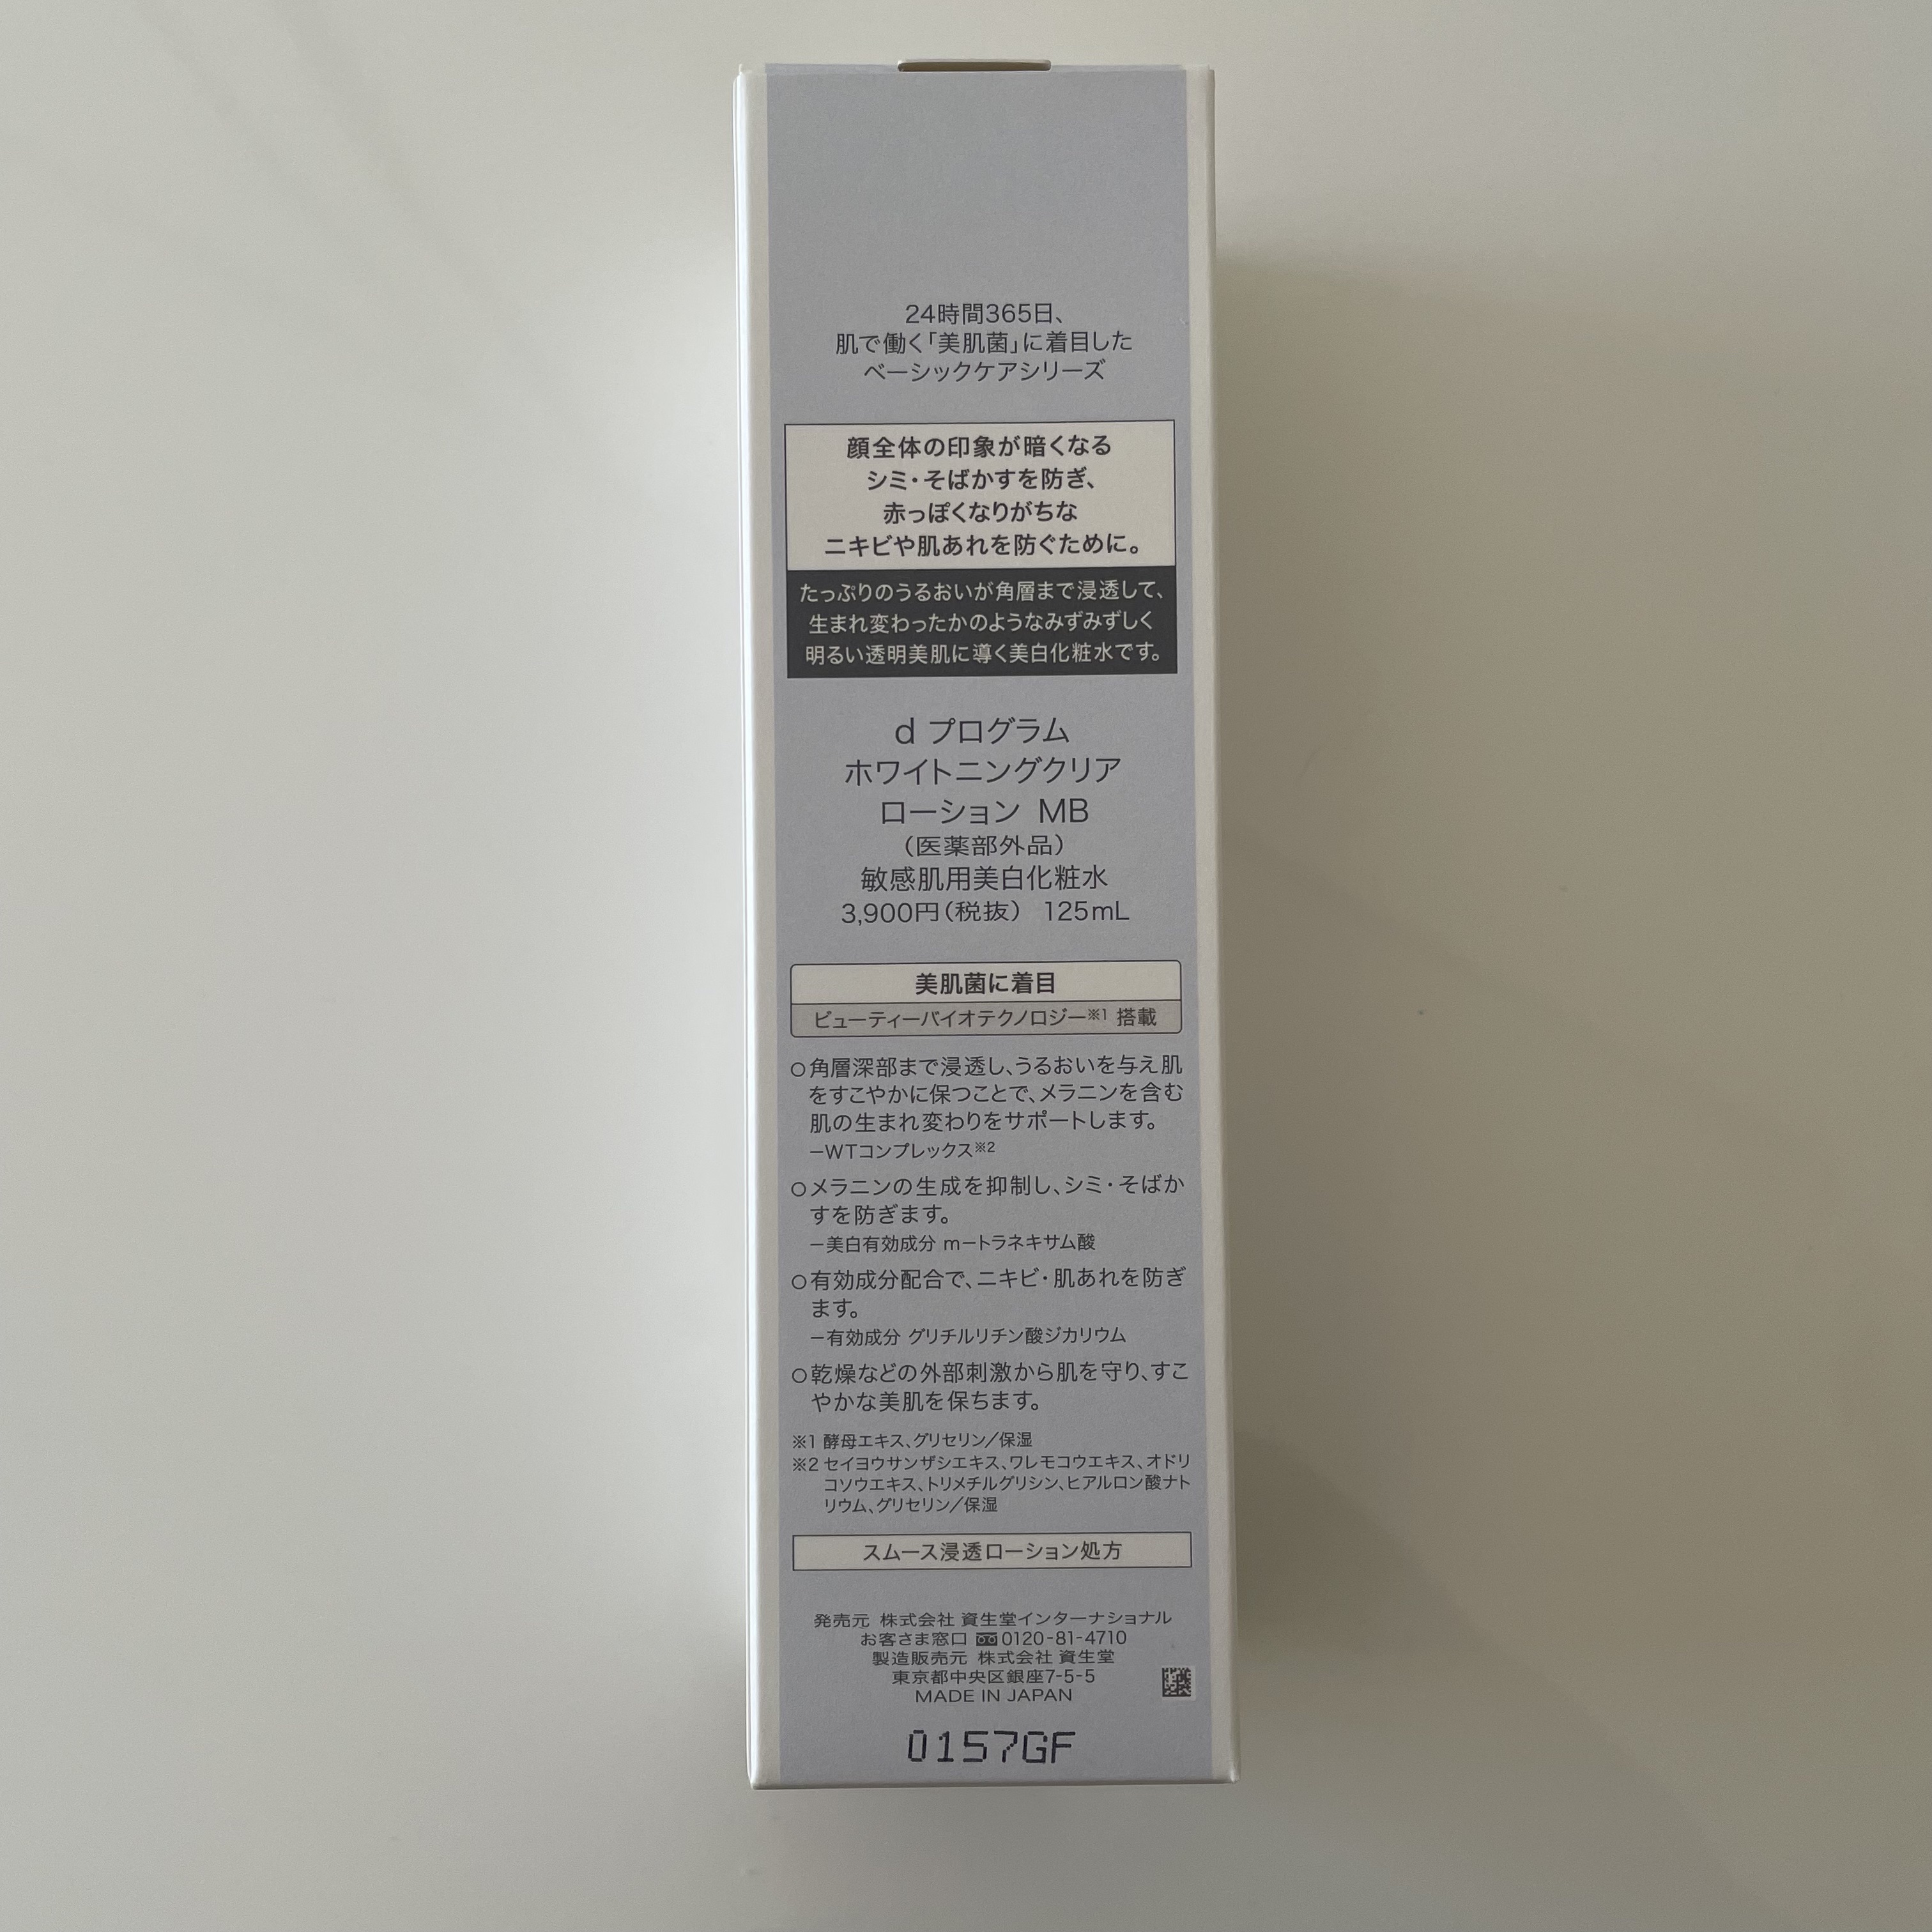 24時間365日、
肌で働く「美肌菌」に着目した
ベーシックケアシリーズ
顔全体の印象が暗くなる
シミ・そばかすを防ぎ、
赤っぽくなりがちな
ニキビや肌あれを防ぐために。
たっぷりのうるおいが角層まで浸透して、
生まれ変わったかのようなみずみずしく
明るい透明美肌に導く美白化粧水です。
d プログラム
ホワイトニングクリア
ローション MB
（医薬部外品）
敏感肌用美白化粧水
3,900円（税抜） 125mL
美肌菌に着目
ビューティーバイオテクノロジー※1 搭載
○角層深部まで浸透し、うるおいを与え肌
をすこやかに保つことで、メラニンを含む
肌の生まれ変わりをサポートします。
－WTコンプレックス※2
○メラニンの生成を抑制し、シミ・そばか
すを防ぎます。
－美白有効成分 m－トラネキサム酸
○有効成分配合で、ニキビ・肌あれを防ぎ
ます。
－有効成分 グリチルリチン酸ジカリウム
○乾燥などの外部刺激から肌を守り、すこ
やかな美肌を保ちます。
※1 酵母エキス、グリセリン／保湿
※2 セイヨウサンザシエキス、ワレモコウエキス、オドリ
コソウエキス、トリメチルグリシン、ヒアルロン酸ナト
リウム、グリセリン／保湿
スムース浸透ローション処方
発売元 株式会社 資生堂インターナショナル
お客さま窓口 0120-81-4710
製造販売元 株式会社 資生堂
東京都中央区銀座7-5-5
MADE IN JAPAN
0157GF